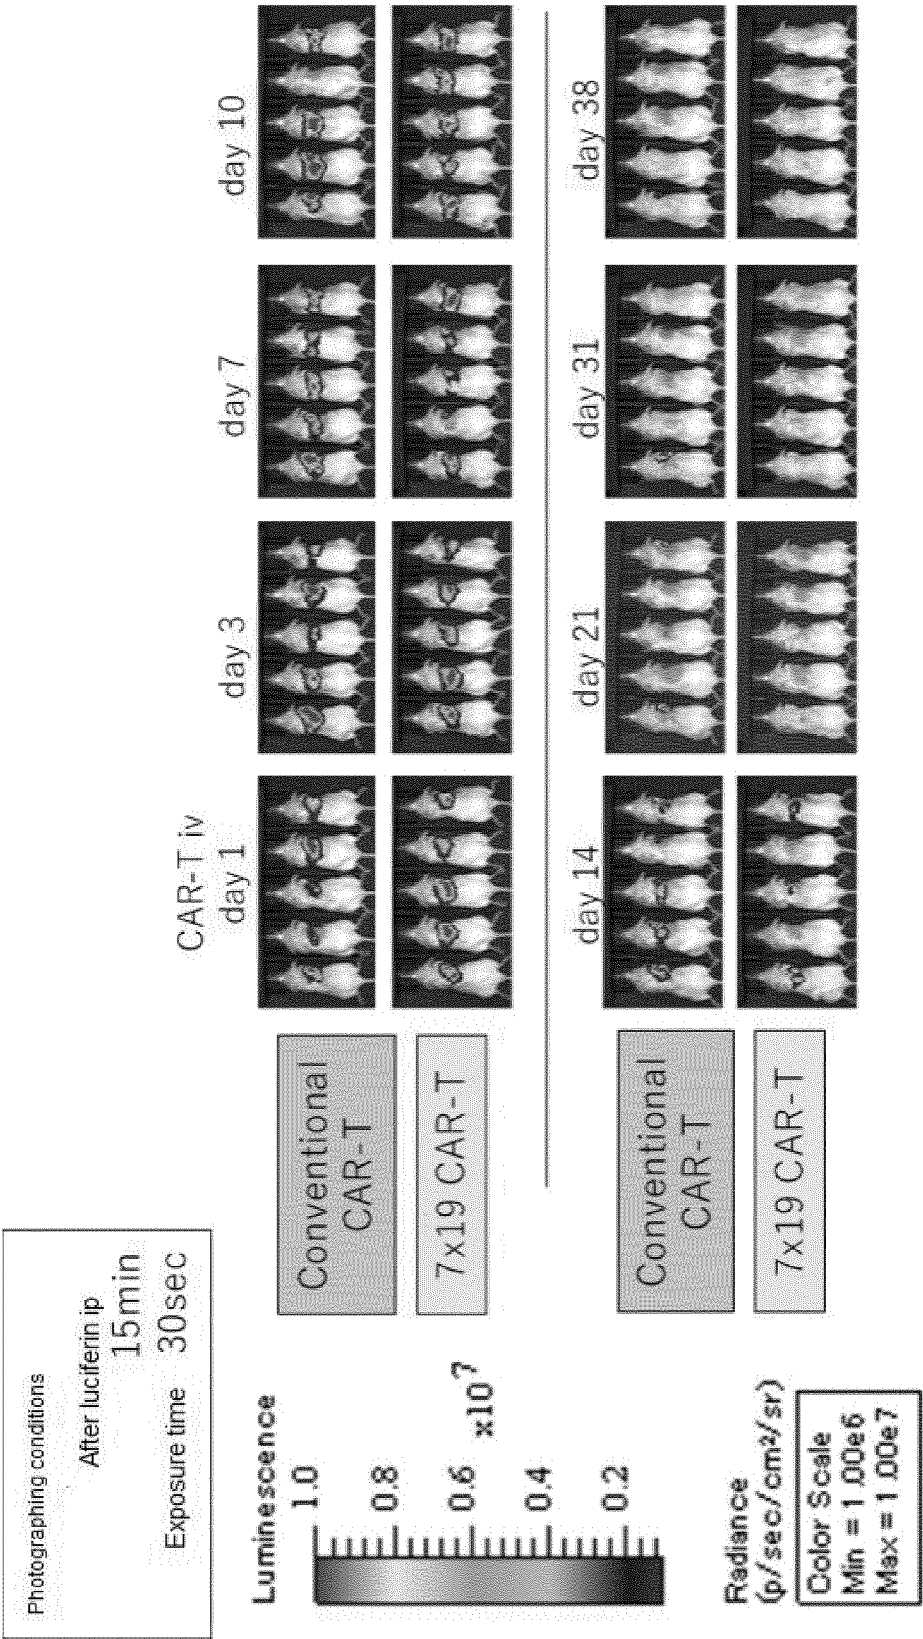 Photographing conditions
After luciferin ip
15min
Exposure time 30sec
CAR-T iv
day 1
day 3
day 7
day 10
Conventional
CAR-T
7x19 CAR-T
day 14
day 21
day 31
day 38
Conventional
CAR-T
7x19 CAR-T
Luminescence
1.0
0.8
0.6
0.4
0.2
x10⁷
Radiance
(p/sec/cm²/sr)
Color Scale
Min = 1.00e6
Max = 1.00e7